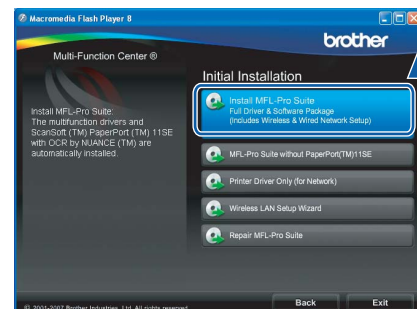 Macromedia Flash Player 8
brother
Multi-Function Center ®
Initial Installation
Install MFL-Pro Suite:
The multifunction drivers and
ScanSoft (TM) PaperPort (TM) 11SE
with OCR by NUANCE (TM) are
automatically installed.
Install MFL-Pro Suite
Full Driver & Software Package
(Includes Wireless & Wired Network Setup)
MFL-Pro Suite without PaperPort(TM)11SE
Printer Driver Only (for Network)
Wireless LAN Setup Wizard
Repair MFL-Pro Suite
© 2001-2007 Brother Industries, Ltd. All rights reserved.
Back
Exit